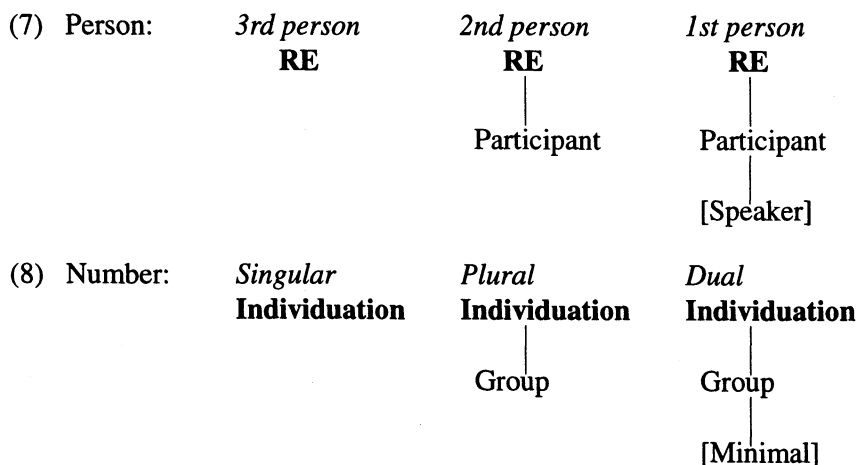 (7) Person: 3rd person 2nd person 1st person
RE RE RE
Participant Participant
[Speaker]
(8) Number: Singular Plural Dual
Individuation Individuation Individuation
Group Group
[Minimal]